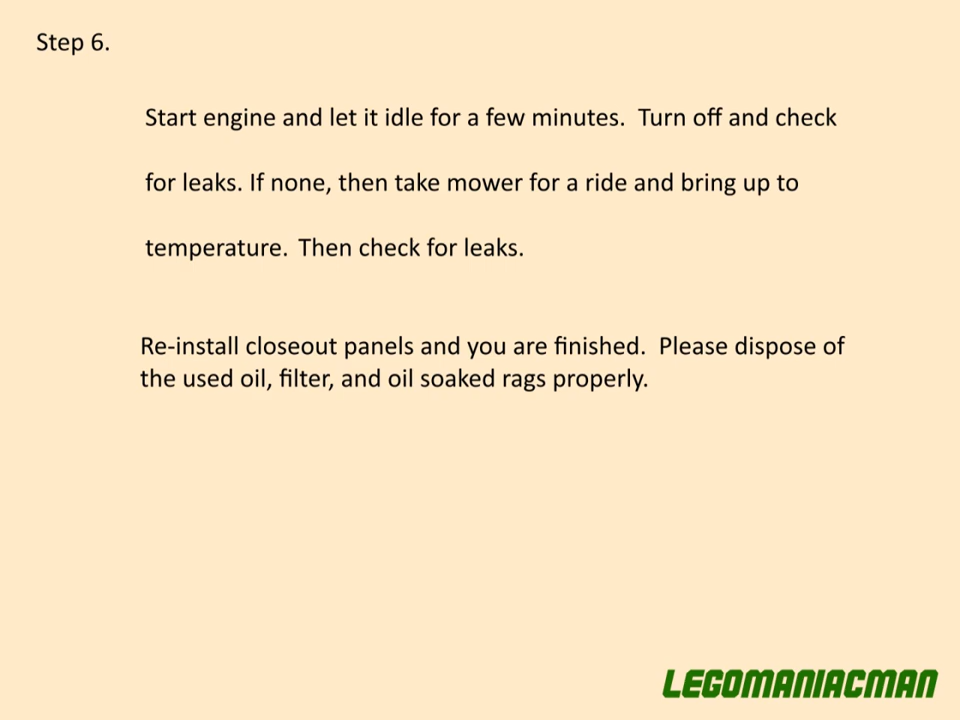 Step 6.
Start engine and let it idle for a few minutes.  Turn off and check
for leaks. If none, then take mower for a ride and bring up to
temperature.  Then check for leaks.
Re-install closeout panels and you are finished.  Please dispose of
the used oil, filter, and oil soaked rags properly.
LEGOMANIACMAN